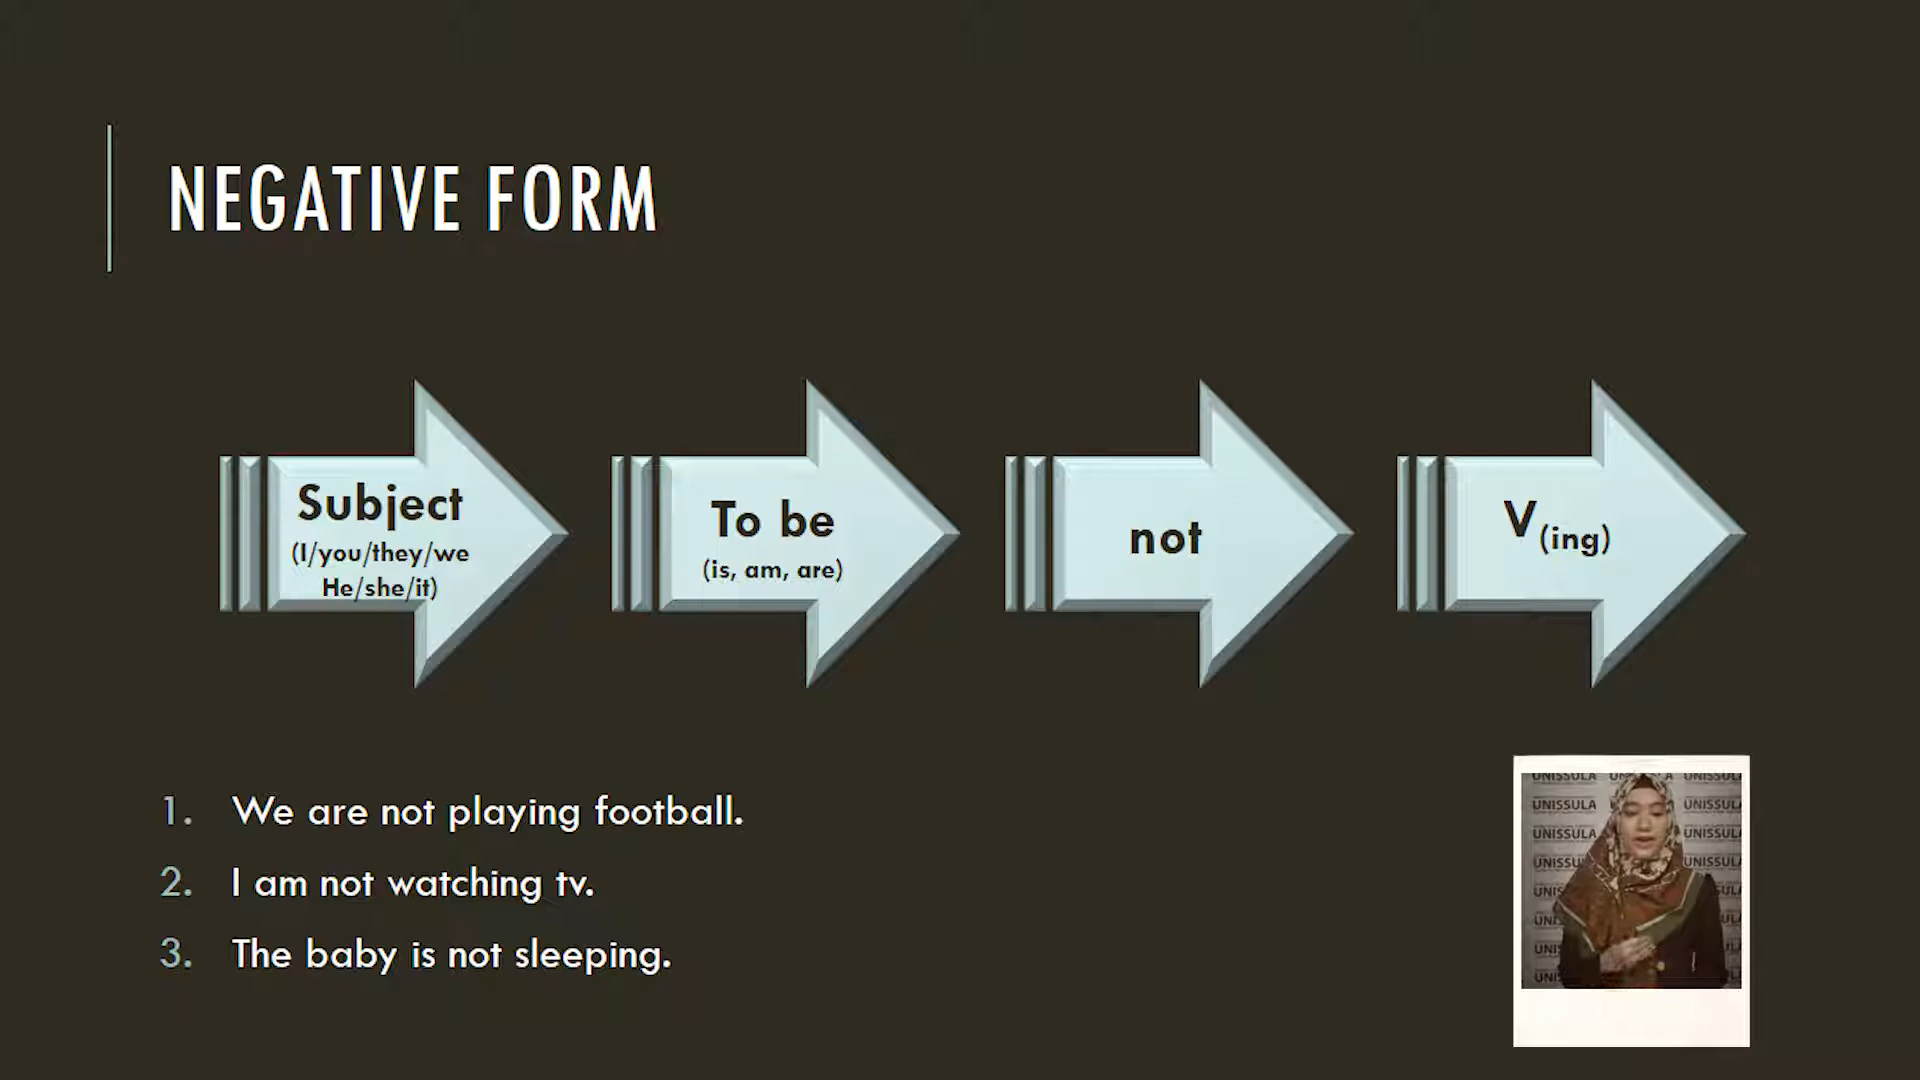 NEGATIVE FORM
Subject
(I/you/they/we
He/she/it)
To be
(is, am, are)
not
V(ing)
1. We are not playing football.
2. I am not watching tv.
3. The baby is not sleeping.
UNISSULA UNISSULA
UNISSULA UNISSULA
UNISSULA UNISSULA